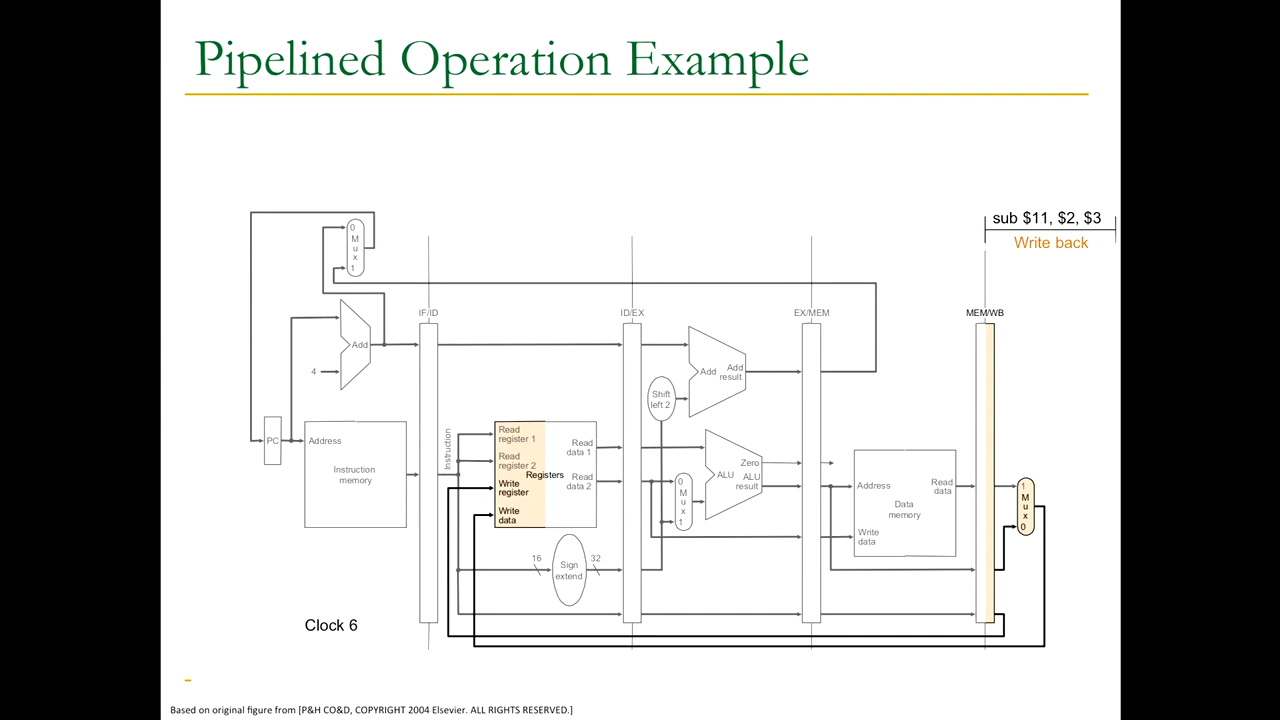 Pipelined Operation Example
sub $11, $2, $3
Write back
0
M
u
x
1
IF/ID
ID/EX
EX/MEM
MEM/WB
Add
4
Add
Add
result
Shift
left 2
PC
Address
Instruction
memory
Instruction
Read
register 1
Read
register 2
Write
register
Write
data
Registers
Read
data 1
Read
data 2
0
M
u
x
1
ALU
Zero
ALU
result
Address
Data
memory
Read
data
Write
data
1
M
u
x
0
16
Sign
extend
32
Clock 6
Based on original figure from [P&H CO&D, COPYRIGHT 2004 Elsevier. ALL RIGHTS RESERVED.]